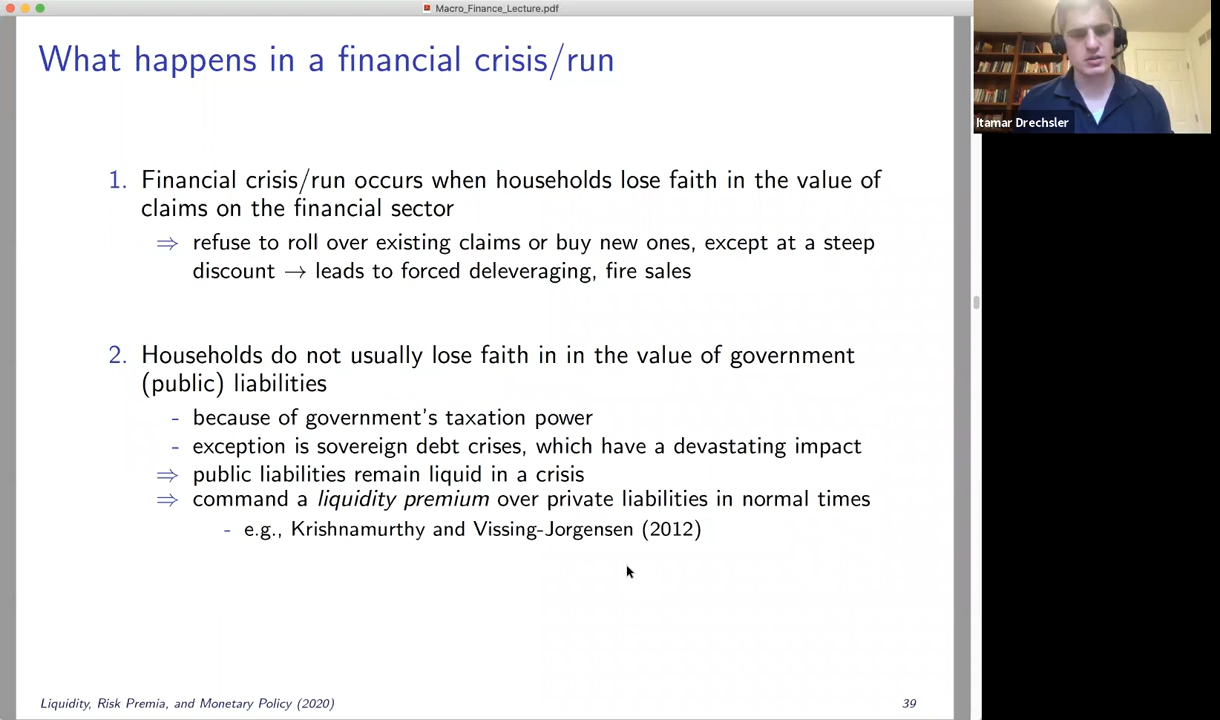 Macro_Finance_Lecture.pdf
What happens in a financial crisis/run
Itamar Drechsler
1. Financial crisis/run occurs when households lose faith in the value of
claims on the financial sector
⇒ refuse to roll over existing claims or buy new ones, except at a steep
discount → leads to forced deleveraging, fire sales
2. Households do not usually lose faith in in the value of government
(public) liabilities
- because of government's taxation power
- exception is sovereign debt crises, which have a devastating impact
⇒ public liabilities remain liquid in a crisis
⇒ command a liquidity premium over private liabilities in normal times
- e.g., Krishnamurthy and Vissing-Jorgensen (2012)
Liquidity, Risk Premia, and Monetary Policy (2020)
39